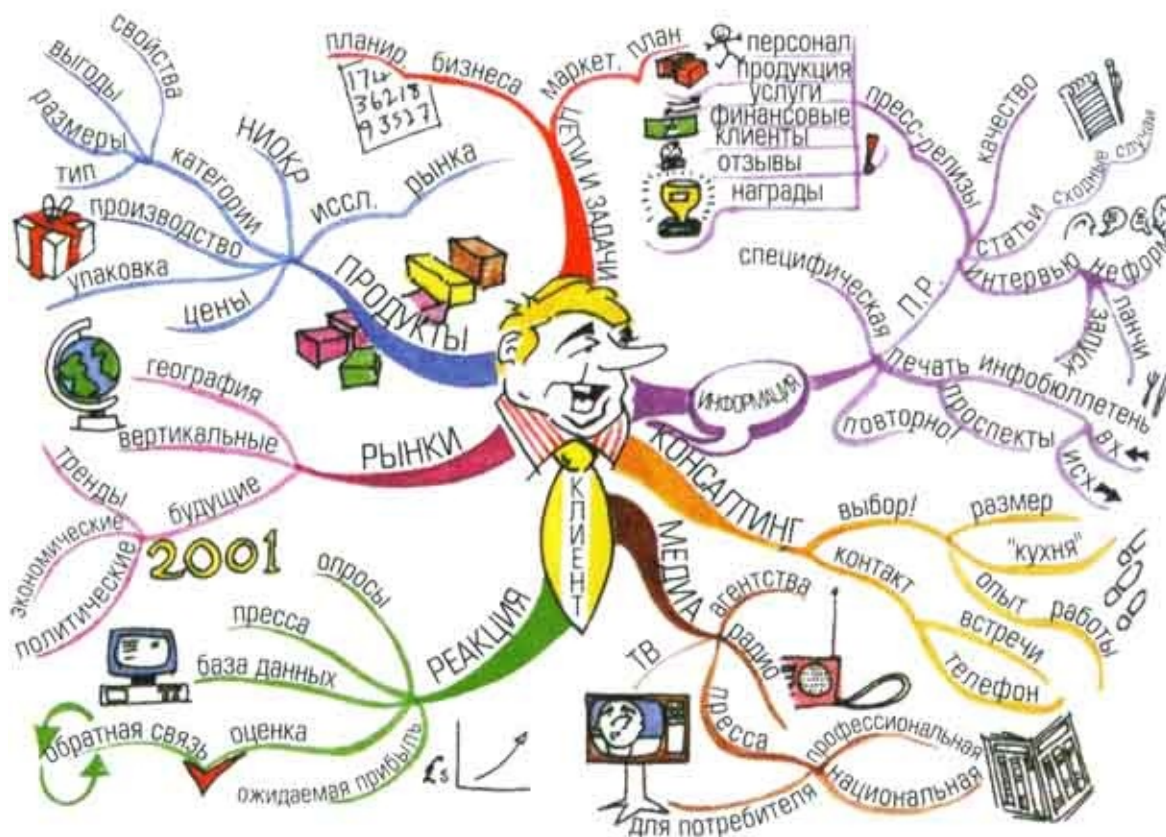 свойства
выгоды
размеры
тип
категории
НИОКР
иссл. рынка
производство
упаковка
цены
ПРОДУКТЫ
планир. бизнеса
174
36218
93527
маркет. план
ЦЕЛИ И ЗАДАЧИ
персонал
продукция
услуги
финансовые
клиенты
отзывы
награды
!
пресс-делизы
качество
статьи
сходные случаи
интервью
неформ
ланчи
запуск
П.Р.
специфическая
печать
инфобюллетень
проспекты
повторно!
вх
исх.
ИНФОРМАЦИЯ
КЛИЕНТ
география
вертикальные
РЫНКИ
будущие
тренды
экономические
политические
2001
КОНСАЛТИНГ
выбор!
размер
"кухня"
опыт работы
контакт
встречи
телефон
МЕДИА
агентства
радио
ТВ
пресса
профессиональная
национальная
для потребителя
РЕАКЦИЯ
опросы
пресса
база данных
оценка
обратная связь
ожидаемая прибыль
£s